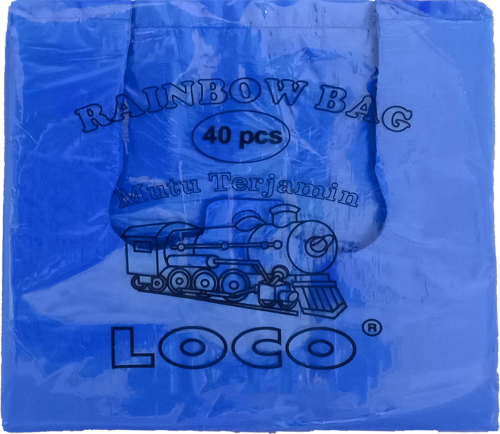 RAINBOW BAG
40 pcs
Mutu Terjamin
LOCO®